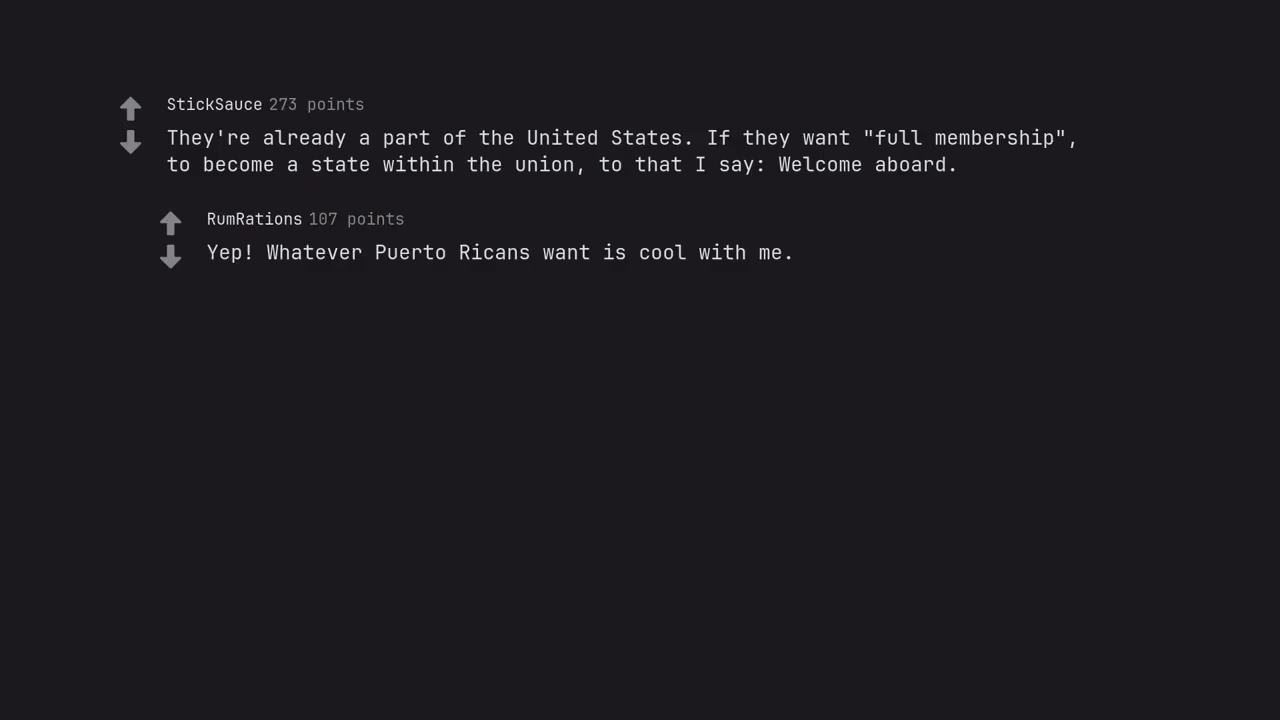 StickSauce 273 points
They're already a part of the United States. If they want "full membership",
to become a state within the union, to that I say: Welcome aboard.
RumRations 107 points
Yep! Whatever Puerto Ricans want is cool with me.